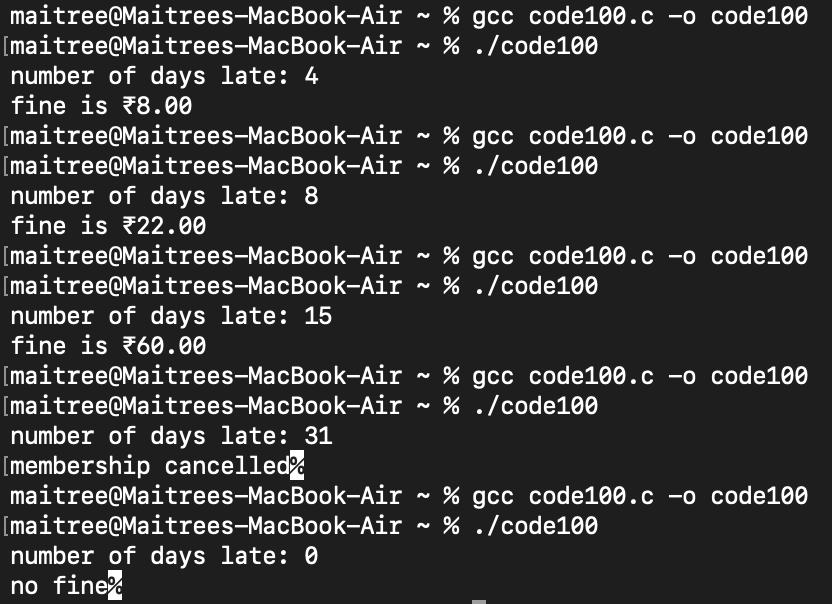 maitree@Maitrees-MacBook-Air ~ % gcc code100.c -o code100
[maitree@Maitrees-MacBook-Air ~ % ./code100
number of days late: 4
fine is ₹8.00
[maitree@Maitrees-MacBook-Air ~ % gcc code100.c -o code100
[maitree@Maitrees-MacBook-Air ~ % ./code100
number of days late: 8
fine is ₹22.00
[maitree@Maitrees-MacBook-Air ~ % gcc code100.c -o code100
[maitree@Maitrees-MacBook-Air ~ % ./code100
number of days late: 15
fine is ₹60.00
[maitree@Maitrees-MacBook-Air ~ % gcc code100.c -o code100
[maitree@Maitrees-MacBook-Air ~ % ./code100
number of days late: 31
[membership cancelled%
maitree@Maitrees-MacBook-Air ~ % gcc code100.c -o code100
[maitree@Maitrees-MacBook-Air ~ % ./code100
number of days late: 0
no fine%